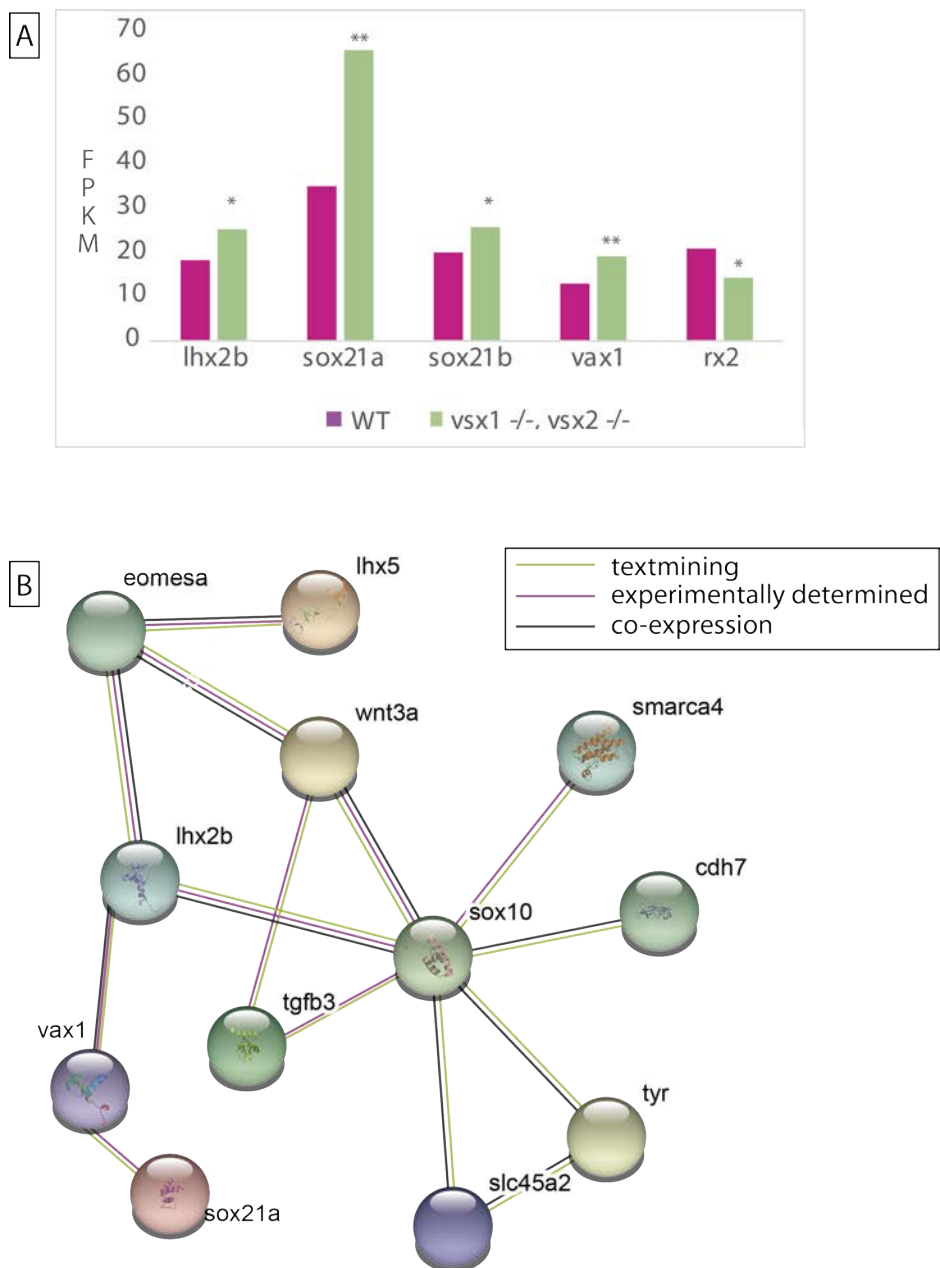 A
70
60
50
40
30
20
10
0
F
P
K
M
*
**
*
**
*
lhx2b
sox21a
sox21b
vax1
rx2
WT
vsx1 -/-, vsx2 -/-
B
textmining
experimentally determined
co-expression
eomesa
lhx5
wnt3a
smarca4
lhx2b
cdh7
sox10
tgfb3
vax1
tyr
slc45a2
sox21a